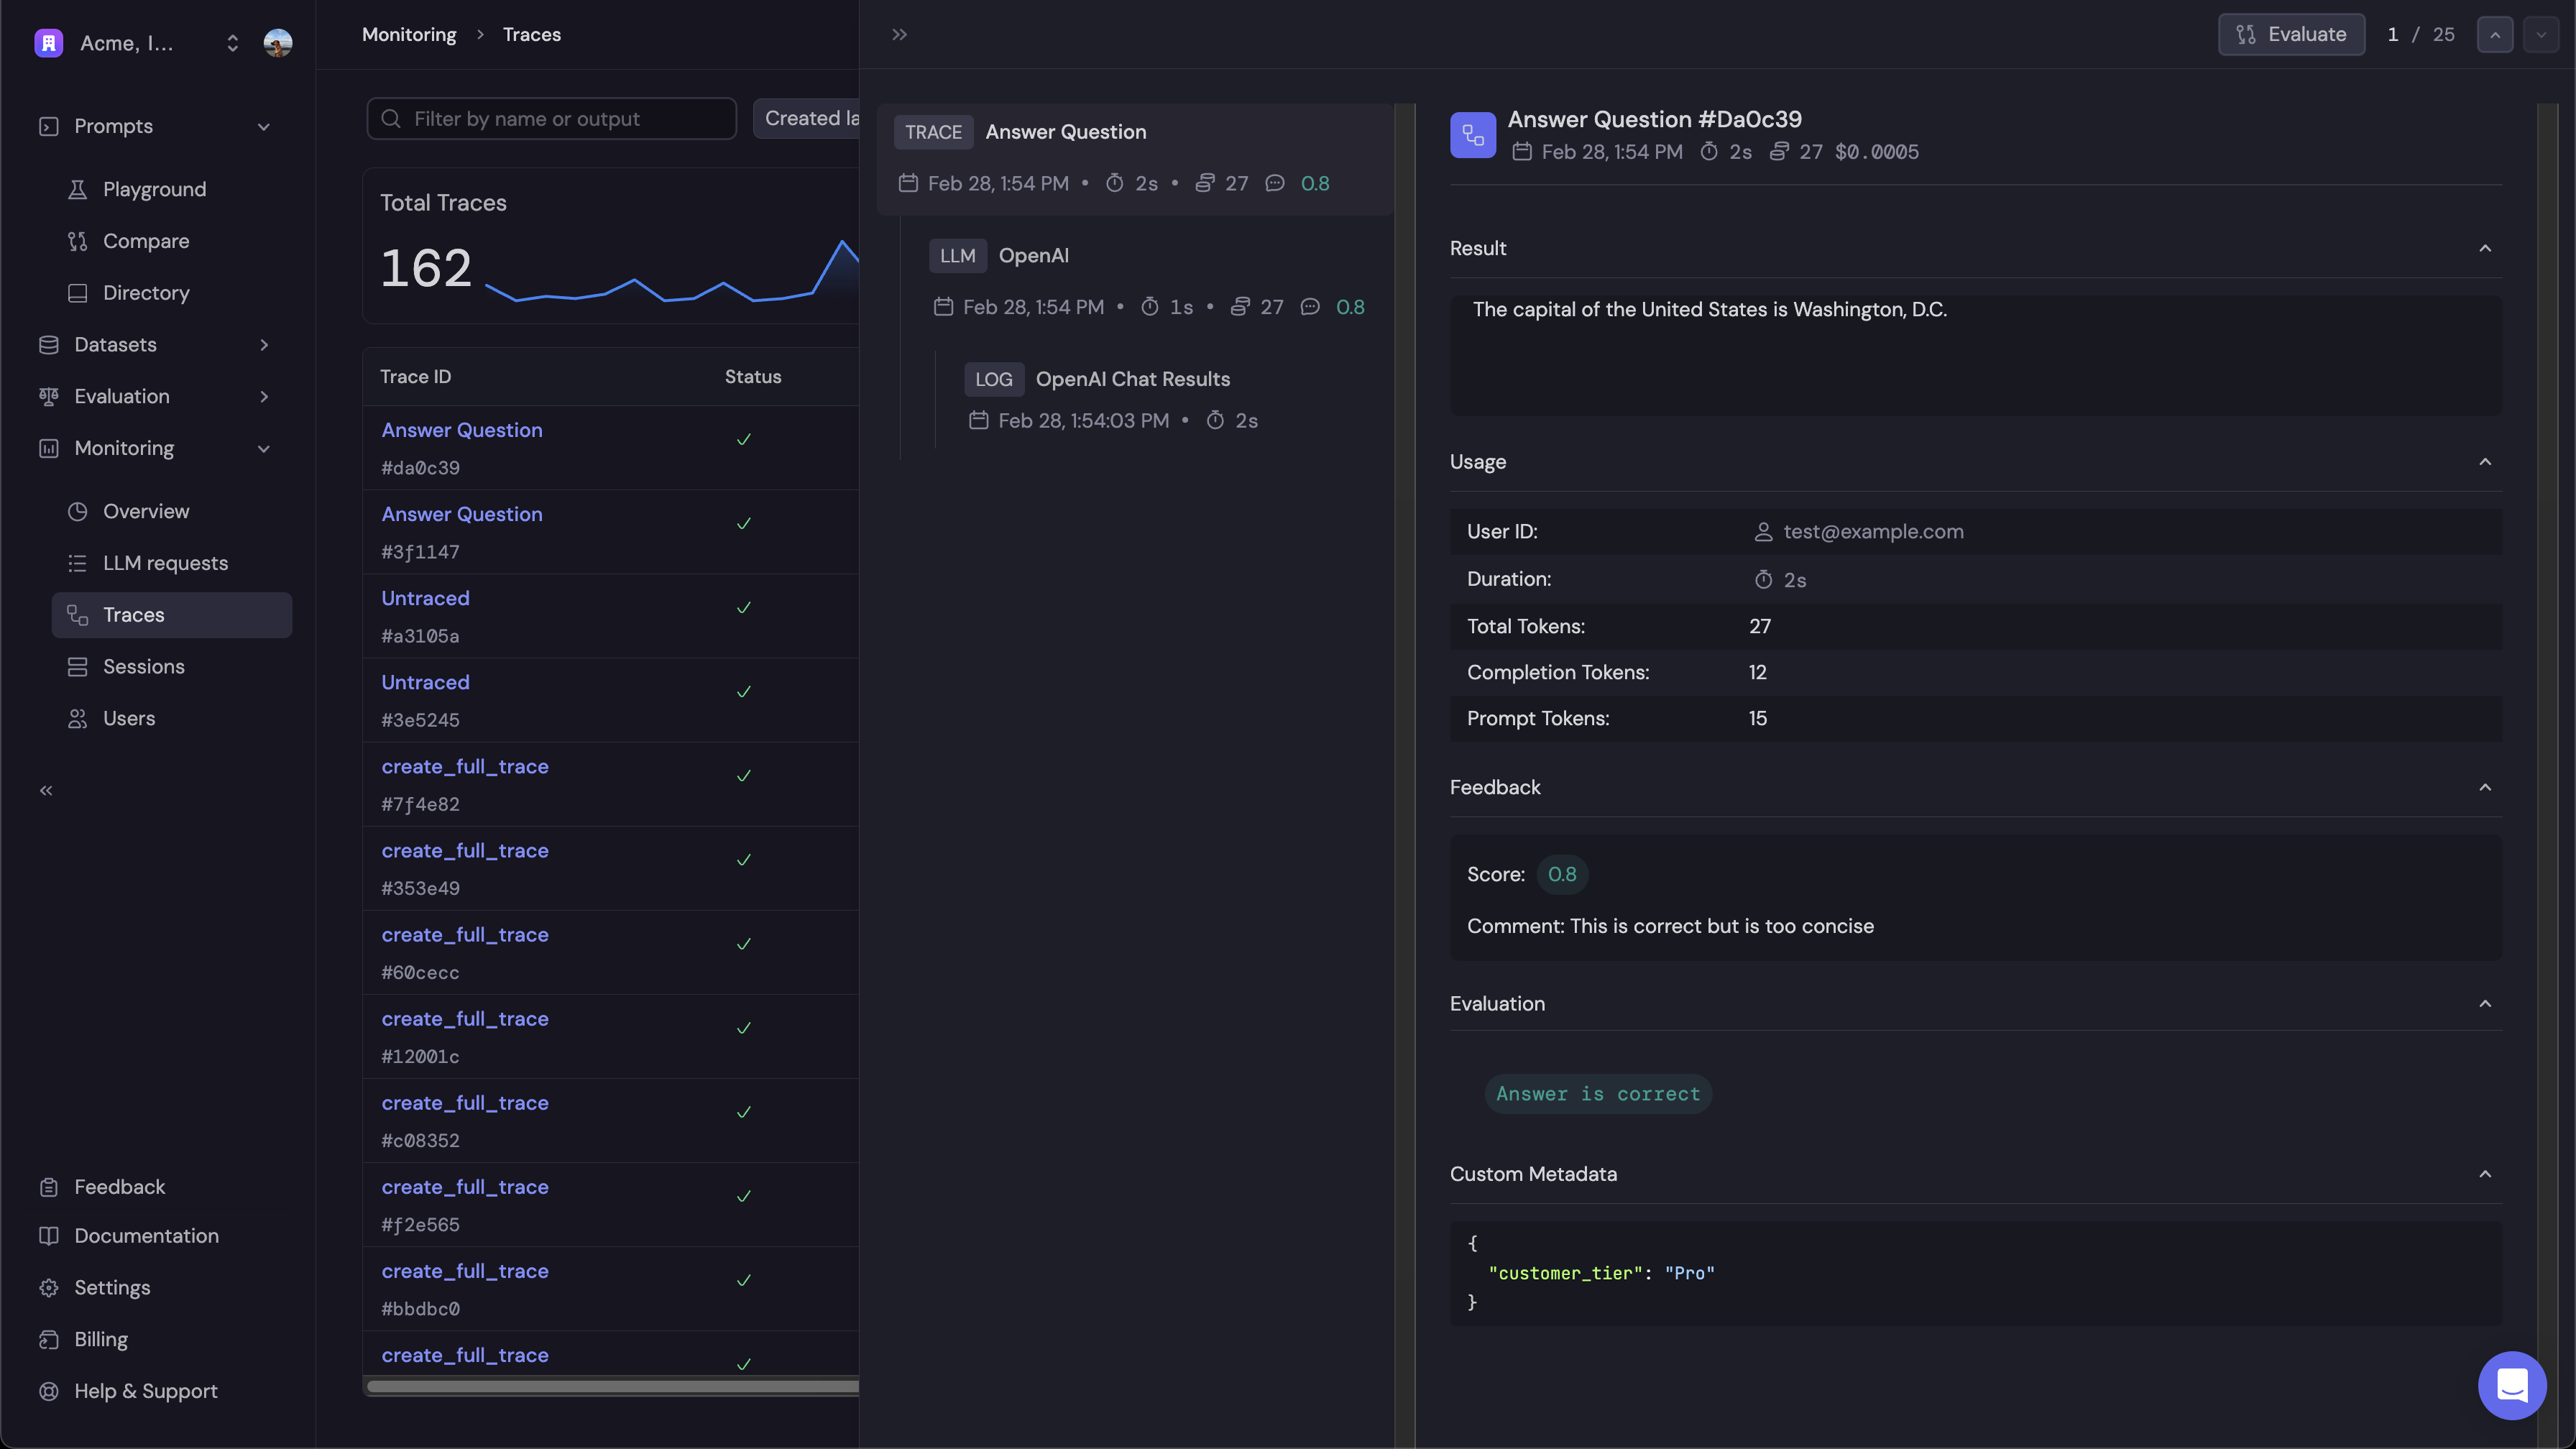 Acme, I...
Prompts
Playground
Compare
Directory
Datasets
Evaluation
Monitoring
Overview
LLM requests
Traces
Sessions
Users
Feedback
Documentation
Settings
Billing
Help & Support
Monitoring > Traces
Filter by name or output
Created la
Total Traces
162
Trace ID Status
Answer Question
#da0c39
Answer Question
#3f1147
Untraced
#a3105a
Untraced
#3e5245
create_full_trace
#7f4e82
create_full_trace
#353e49
create_full_trace
#60cecc
create_full_trace
#12001c
create_full_trace
#c08352
create_full_trace
#f2e565
create_full_trace
#bbdbc0
create_full_trace
Evaluate 1 / 25
TRACE Answer Question
Feb 28, 1:54 PM • 2s • 27 0.8
LLM OpenAI
Feb 28, 1:54 PM • 1s • 27 0.8
LOG OpenAI Chat Results
Feb 28, 1:54:03 PM • 2s
Answer Question #Da0c39
Feb 28, 1:54 PM 2s 27 $0.0005
Result
The capital of the United States is Washington, D.C.
Usage
User ID: test@example.com
Duration: 2s
Total Tokens: 27
Completion Tokens: 12
Prompt Tokens: 15
Feedback
Score: 0.8
Comment: This is correct but is too concise
Evaluation
Answer is correct
Custom Metadata
{
"customer_tier": "Pro"
}